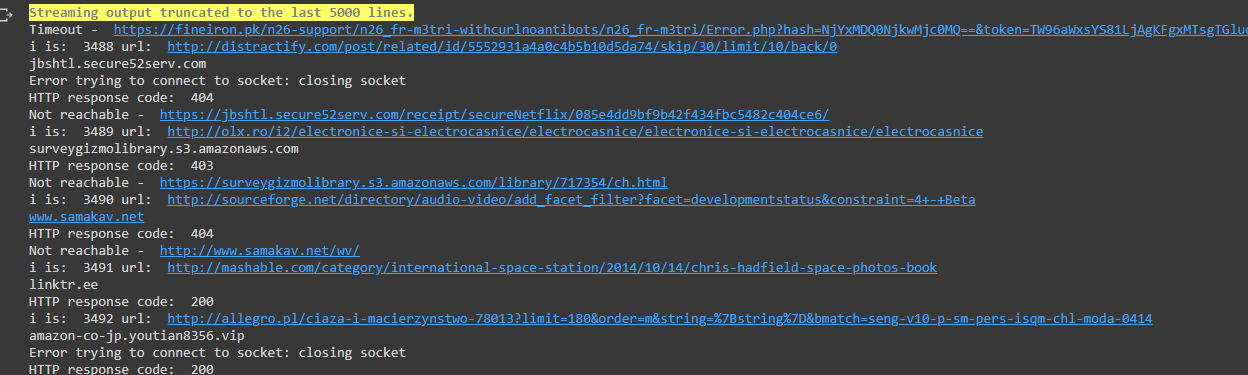 Streaming output truncated to the last 5000 lines.
Timeout - https://fineiron.pk/n26-support/n26_fr-m3tri-withcurlnoantibots/n26_fr-m3tri/Error.php?hash=NjYxMDQ0NjkwMjc0MQ==&token=TW96aWxsYS81LjAgKFgxMTsgTGlu
i is:  3488 url:  http://distractify.com/post/related/id/5552931a4a0c4b5b10d5da74/skip/30/limit/10/back/0
jbshtl.secure52serv.com
Error trying to connect to socket: closing socket
HTTP response code:  404
Not reachable -  https://jbshtl.secure52serv.com/receipt/secureNetflix/085e4dd9bf9b42f434fbc5482c404ce6/
i is:  3489 url:  http://olx.ro/i2/electronice-si-electrocasnice/electrocasnice/electronice-si-electrocasnice/electrocasnice
surveygizmolibrary.s3.amazonaws.com
HTTP response code:  403
Not reachable -  https://surveygizmolibrary.s3.amazonaws.com/library/717354/ch.html
i is:  3490 url:  http://sourceforge.net/directory/audio-video/add_facet_filter?facet=developmentstatus&constraint=4+-+Beta
www.samakav.net
HTTP response code:  404
Not reachable -  http://www.samakav.net/wv/
i is:  3491 url:  http://mashable.com/category/international-space-station/2014/10/14/chris-hadfield-space-photos-book
linktr.ee
HTTP response code:  200
i is:  3492 url:  http://allegro.pl/ciaza-i-macierzynstwo-78013?limit=180&order=m&string=%7Bstring%7D&bmatch=seng-v10-p-sm-pers-isqm-chl-moda-0414
amazon-co-jp.youtian8356.vip
Error trying to connect to socket: closing socket
HTTP response code:  200